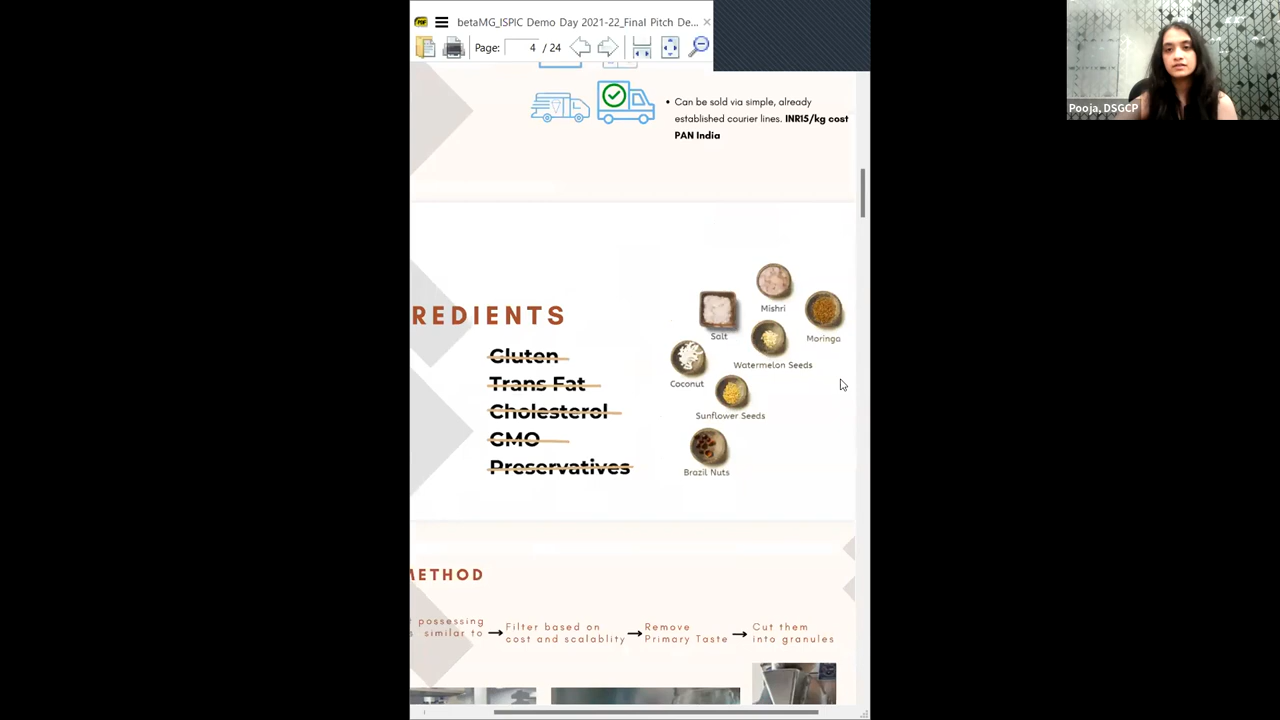 betaMG_ISPIC Demo Day 2021-22_Final Pitch De...
Page: 4 / 24
• Can be sold via simple, already
established courier lines. INR15/kg cost
PAN India
REDIENTS
Gluten
Trans Fat
Cholesterol
GMO
Preservatives
Mishri
Salt
Moringa
Watermelon Seeds
Coconut
Sunflower Seeds
Brazil Nuts
METHOD
possessing
similar to
Filter based on
cost and scalablity
Remove
Primary Taste
Cut them
into granules
Pooja, DSGCP